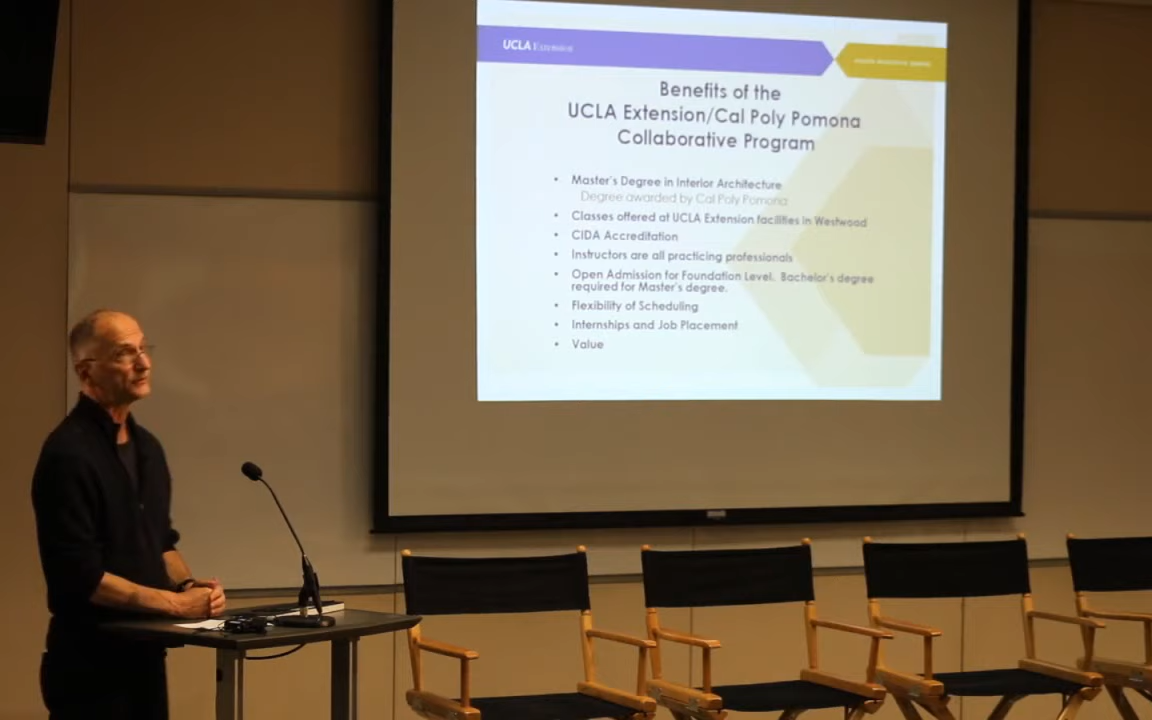 UCLA Extension
Benefits of the
UCLA Extension/Cal Poly Pomona
Collaborative Program
• Master's Degree in Interior Architecture
Degree awarded by Cal Poly Pomona
• Classes offered at UCLA Extension facilities in Westwood
• CIDA Accreditation
• Instructors are all practicing professionals
• Open Admission for Foundation Level. Bachelor's degree
required for Master's degree.
• Flexibility of Scheduling
• Internships and Job Placement
• Value